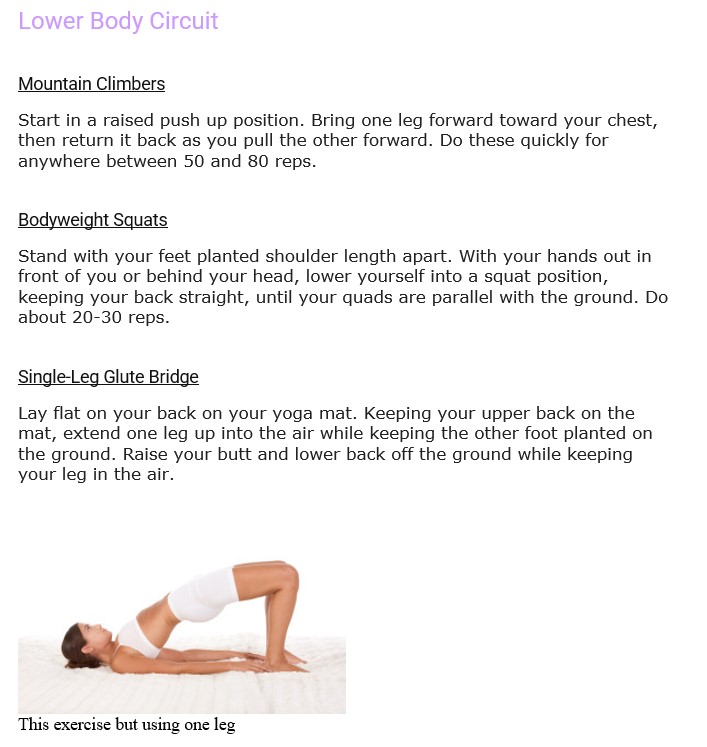 Lower Body Circuit
Mountain Climbers
Start in a raised push up position. Bring one leg forward toward your chest,
then return it back as you pull the other forward. Do these quickly for
anywhere between 50 and 80 reps.
Bodyweight Squats
Stand with your feet planted shoulder length apart. With your hands out in
front of you or behind your head, lower yourself into a squat position,
keeping your back straight, until your quads are parallel with the ground. Do
about 20-30 reps.
Single-Leg Glute Bridge
Lay flat on your back on your yoga mat. Keeping your upper back on the
mat, extend one leg up into the air while keeping the other foot planted on
the ground. Raise your butt and lower back off the ground while keeping
your leg in the air.
This exercise but using one leg